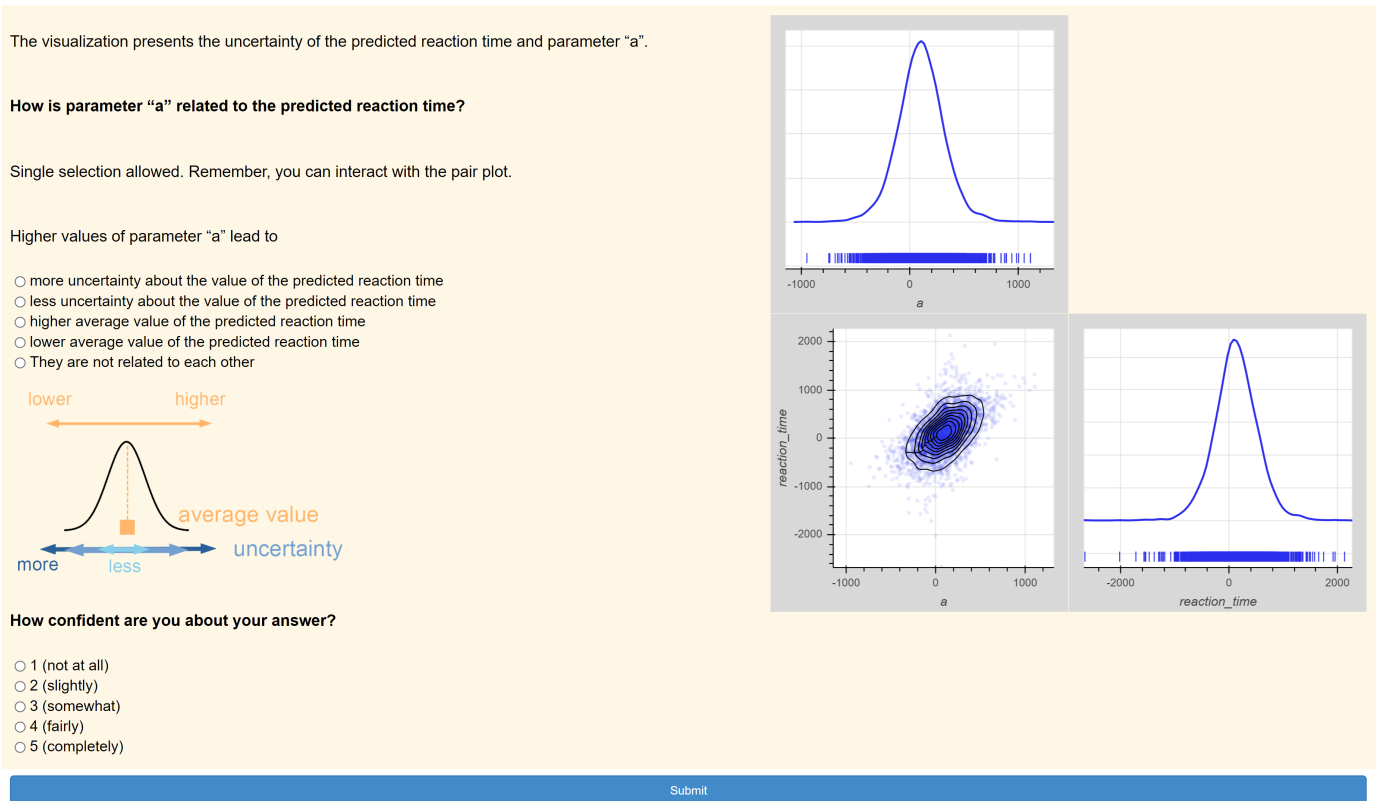 The visualization presents the uncertainty of the predicted reaction time and parameter “a”.
How is parameter “a” related to the predicted reaction time?
Single selection allowed. Remember, you can interact with the pair plot.
Higher values of parameter “a” lead to
more uncertainty about the value of the predicted reaction time
less uncertainty about the value of the predicted reaction time
higher average value of the predicted reaction time
lower average value of the predicted reaction time
They are not related to each other
lower higher
average value
uncertainty
more less
How confident are you about your answer?
1 (not at all)
2 (slightly)
3 (somewhat)
4 (fairly)
5 (completely)
Submit
-1000 0 1000
a
2000
1000
0
-1000
-2000
reaction_time
-1000 0 1000
a
-2000 0 2000
reaction_time